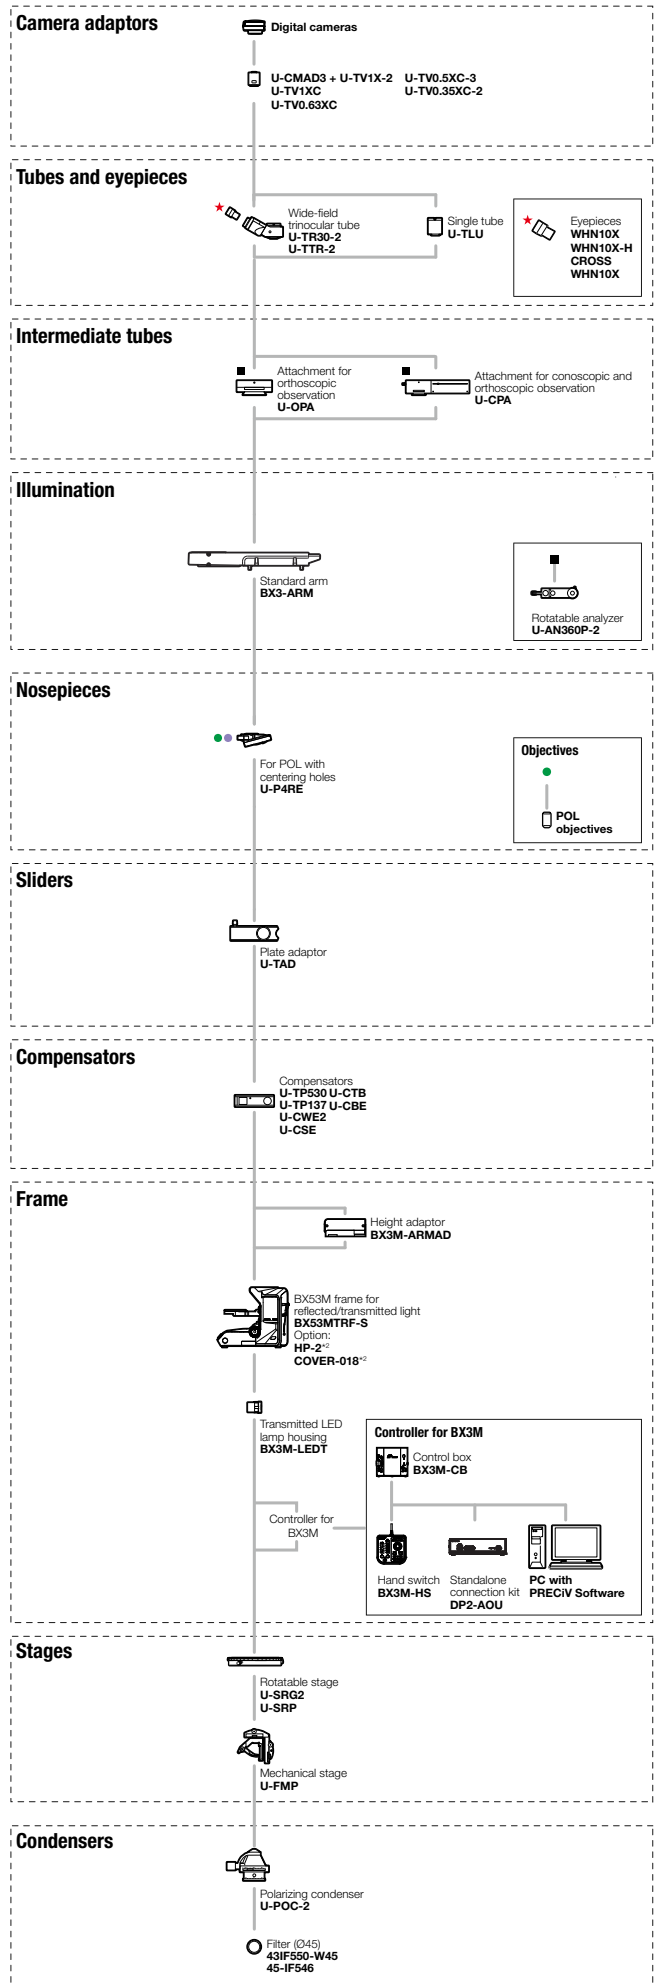 Camera adaptors
Digital cameras
U-CMAD3 + U-TV1X-2 U-TV0.5XC-3
U-TV1XC U-TV0.35XC-2
U-TV0.63XC
Tubes and eyepieces
Wide-field
trinocular tube
U-TR30-2
U-TTR-2
Single tube
U-TLU
Eyepieces
WHN10X
WHN10X-H
CROSS
WHN10X
Intermediate tubes
Attachment for
orthoscopic
observation
U-OPA
Attachment for conoscopic and
orthoscopic observation
U-CPA
Illumination
Standard arm
BX3-ARM
Rotatable analyzer
U-AN360P-2
Nosepieces
For POL with
centering holes
U-P4RE
Objectives
POL
objectives
Sliders
Plate adaptor
U-TAD
Compensators
Compensators
U-TP530 U-CTB
U-TP137 U-CBE
U-CWE2
U-CSE
Frame
Height adaptor
BX3M-ARMAD
BX53M frame for
reflected/transmitted light
BX53MTRF-S
Option:
HP-2*2
COVER-018*2
Transmitted LED
lamp housing
BX3M-LEDT
Controller for
BX3M
Controller for BX3M
Control box
BX3M-CB
Hand switch
BX3M-HS
Standalone
connection kit
DP2-AOU
PC with
PRECiV Software
Stages
Rotatable stage
U-SRG2
U-SRP
Mechanical stage
U-FMP
Condensers
Polarizing condenser
U-POC-2
Filter (Ø45)
43IF550-W45
45-IF546